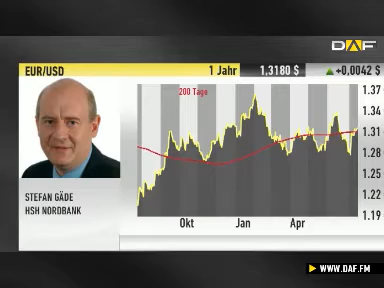 DAF
EUR/USD 1 Jahr 1,3180 $ +0,0042 $
200 Tage
1.37
1.34
1.31
1.28
1.25
1.22
1.19
Okt Jan Apr
STEFAN GÄDE
HSH NORDBANK
WWW.DAF.FM